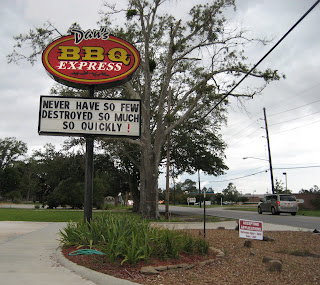 Dan's
BBQ
EXPRESS
NEVER HAVE SO FEW
DESTROYED SO MUCH
SO QUICKLY !